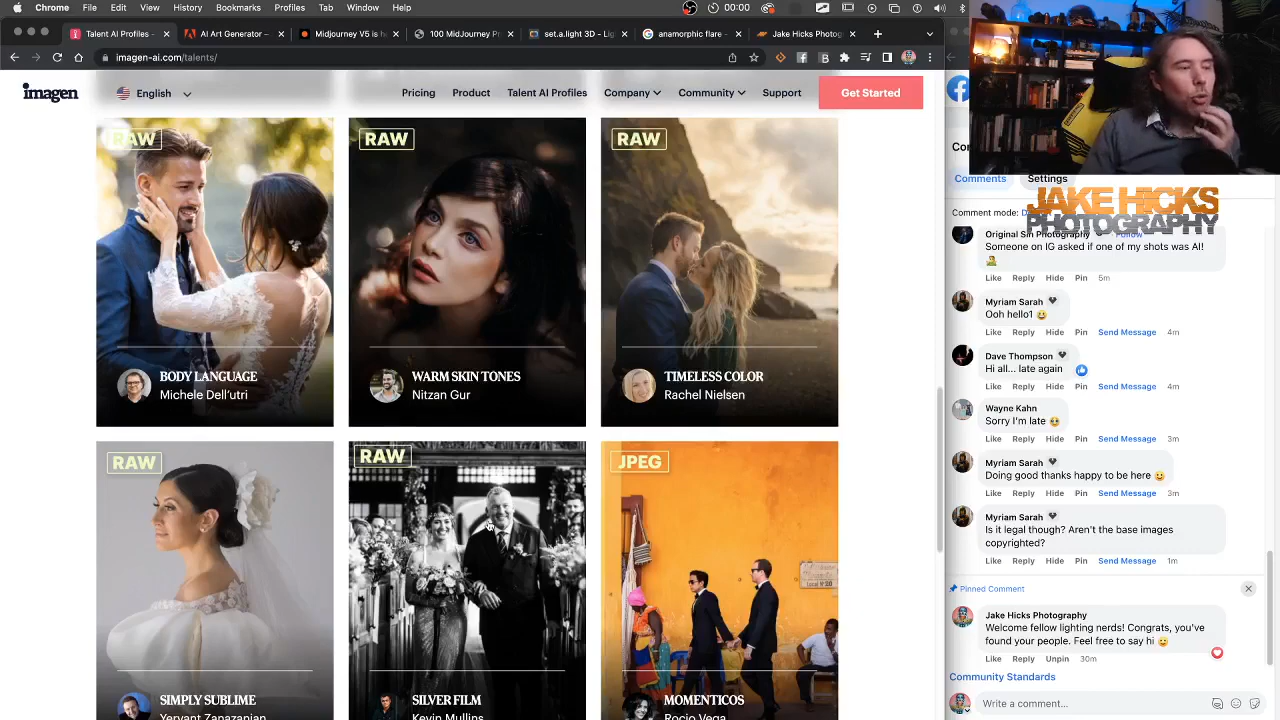 Chrome File Edit View History Bookmarks Profiles Tab Window Help 00:00
Talent AI Profiles -
AI Art Generator -
Midjourney V5 is h
100 MidJourney Pr
set.a.light 3D - Lig
anamorphic flare -
Jake Hicks Photog
imagen-ai.com/talents/
imagen
English
Pricing
Product
Talent AI Profiles
Company
Community
Support
Get Started
RAW
BODY LANGUAGE
Michele Dell'utri
RAW
WARM SKIN TONES
Nitzan Gur
RAW
TIMELESS COLOR
Rachel Nielsen
RAW
SIMPLY SUBLIME
Yervant Zanazanian
RAW
SILVER FILM
Kevin Mullins
JPEG
MOMENTICOS
Rocio Vega
Comments Settings
JAKE HICKS
PHOTOGRAPHY
Comment mode:
Original Sin Photography Follow
Someone on IG asked if one of my shots was AI!
Like Reply Hide Pin 5m
Myriam Sarah
Ooh hello1
Like Reply Hide Pin Send Message 4m
Dave Thompson
Hi all... late again
Like Reply Hide Pin Send Message 4m
Wayne Kahn
Sorry I'm late
Like Reply Hide Pin Send Message 3m
Myriam Sarah
Doing good thanks happy to be here
Like Reply Hide Pin Send Message 3m
Myriam Sarah
Is it legal though? Aren't the base images
copyrighted?
Like Reply Hide Pin Send Message 1m
Pinned Comment
Jake Hicks Photography
Welcome fellow lighting nerds! Congrats, you've
found your people. Feel free to say hi
Like Reply Unpin 30m
Community Standards
Write a comment...